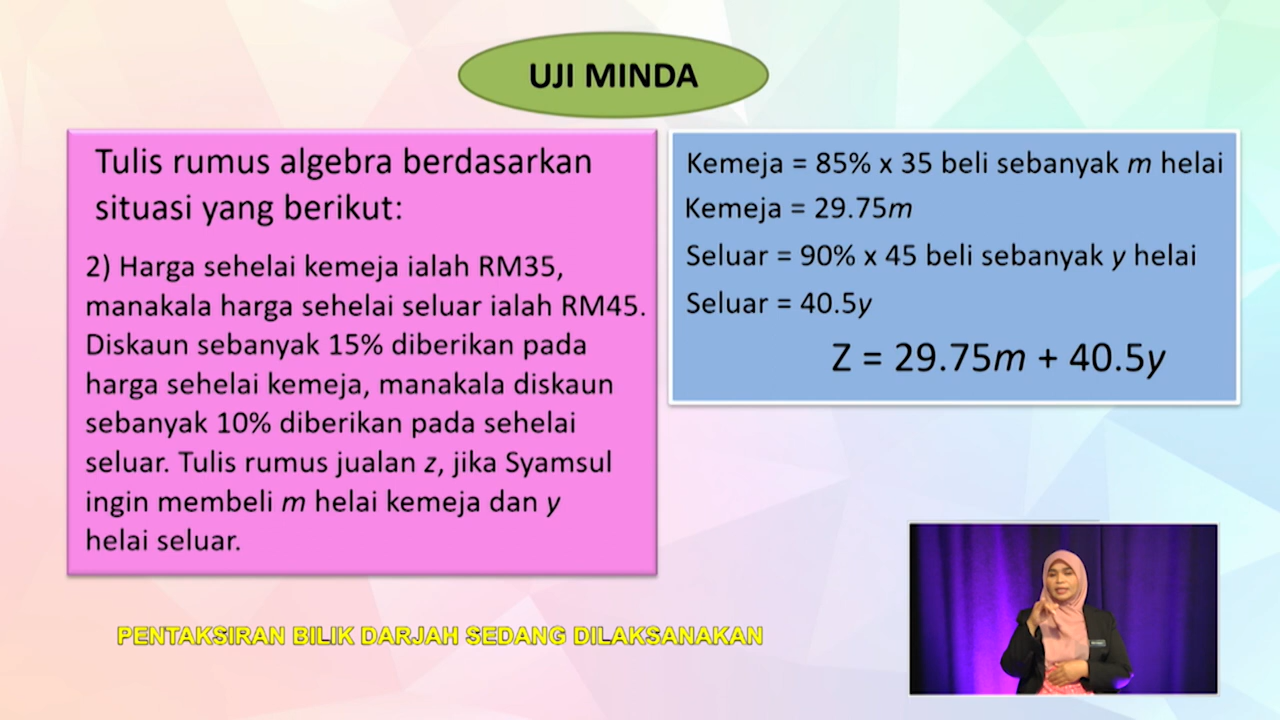 UJI MINDA
Tulis rumus algebra berdasarkan
situasi yang berikut:
2) Harga sehelai kemeja ialah RM35,
manakala harga sehelai seluar ialah RM45.
Diskaun sebanyak 15% diberikan pada
harga sehelai kemeja, manakala diskaun
sebanyak 10% diberikan pada sehelai
seluar. Tulis rumus jualan z, jika Syamsul
ingin membeli m helai kemeja dan y
helai seluar.
Kemeja = 85% x 35 beli sebanyak m helai
Kemeja = 29.75m
Seluar = 90% x 45 beli sebanyak y helai
Seluar = 40.5y
Z = 29.75m + 40.5y
PENTAKSIRAN BILIK DARJAH SEDANG DILAKSANAKAN